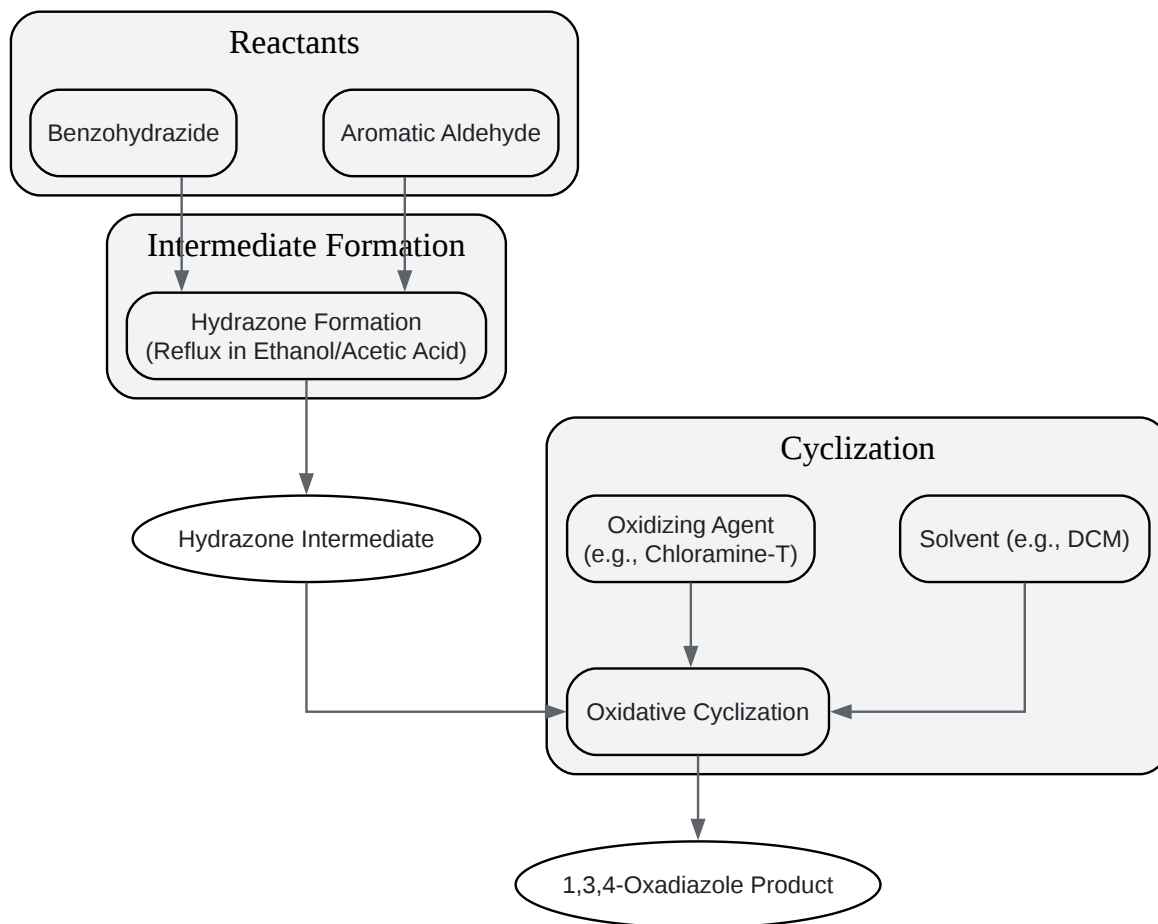 Reactants
Benzohydrazide
Aromatic Aldehyde
Intermediate Formation
Hydrazone Formation
(Reflux in Ethanol/Acetic Acid)
Cyclization
Hydrazone Intermediate
Oxidizing Agent
(e.g., Chloramine-T)
Solvent (e.g., DCM)
Oxidative Cyclization
1,3,4-Oxadiazole Product